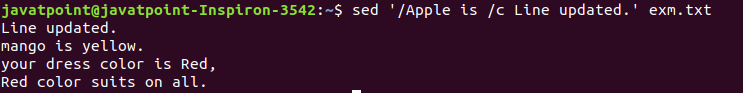 javatpoint@javatpoint-Inspiron-3542:~$ sed '/Apple is /c Line updated.' exm.txt
Line updated.
mango is yellow.
your dress color is Red,
Red color suits on all.